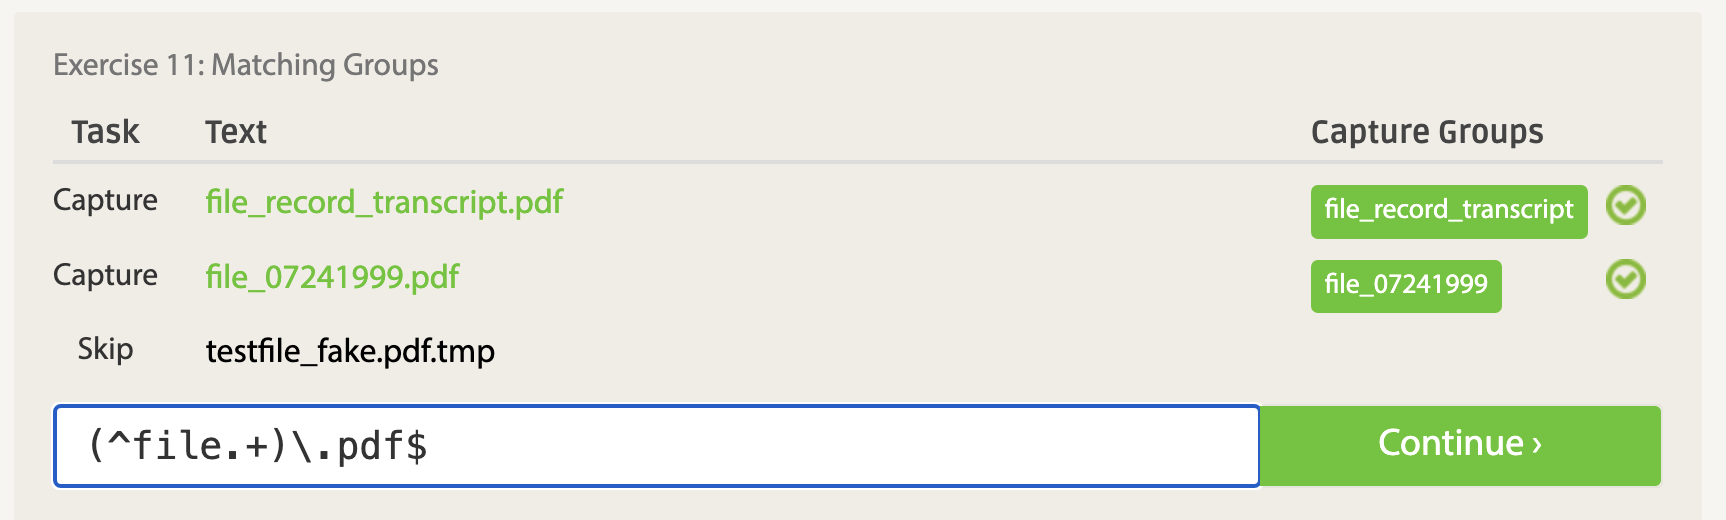 Exercise 11: Matching Groups
Task Text Capture Groups
Capture file_record_transcript.pdf file_record_transcript
Capture file_07241999.pdf file_07241999
Skip testfile_fake.pdf.tmp
(^file.+)\.pdf$ Continue ›